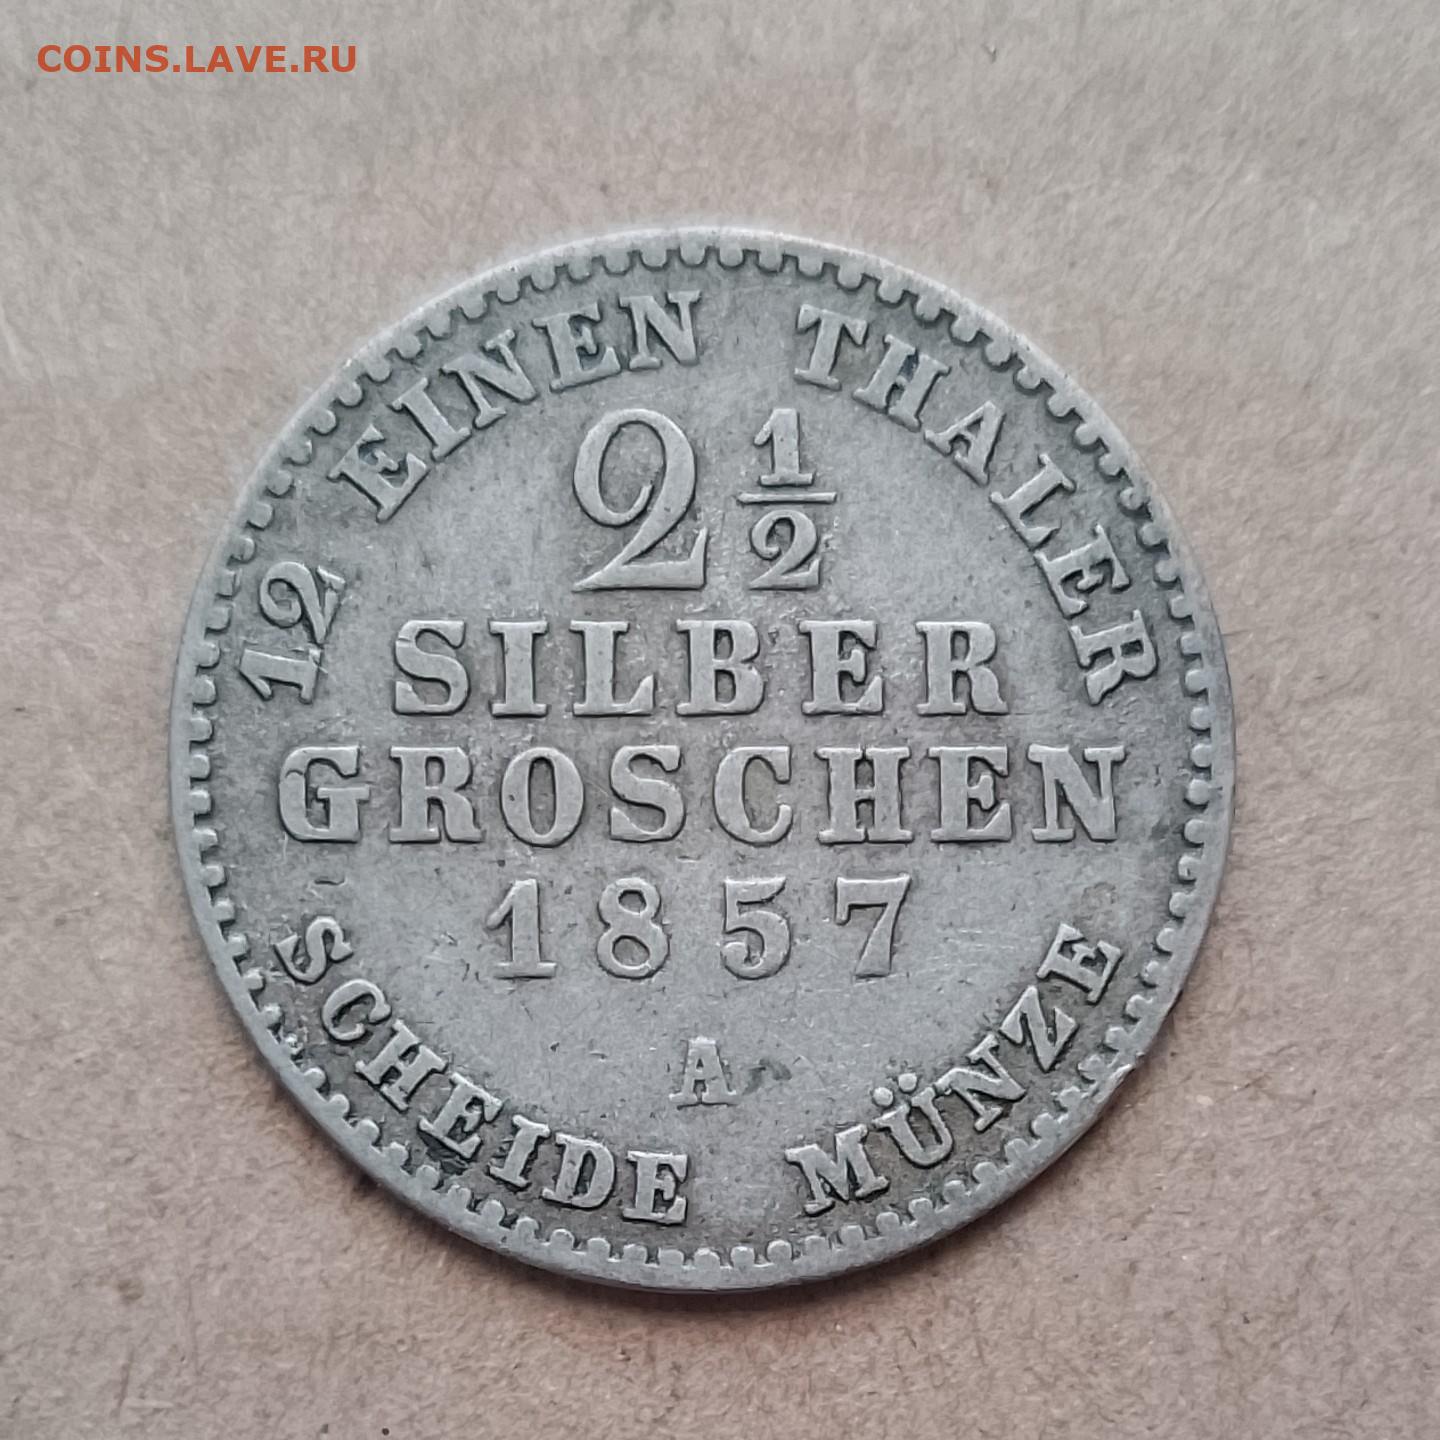 COINS.LAVE.RU
12 EINEN THALER
2 1/2
SILBER
GROSCHEN
1857
A
SCHEIDE MÜNZE